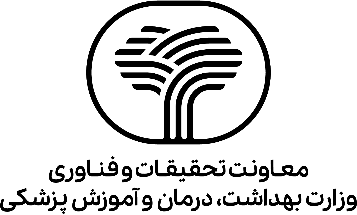 معاونت تحقیقات و فناوری
وزارت بهداشت، درمان و آموزش پزشکی